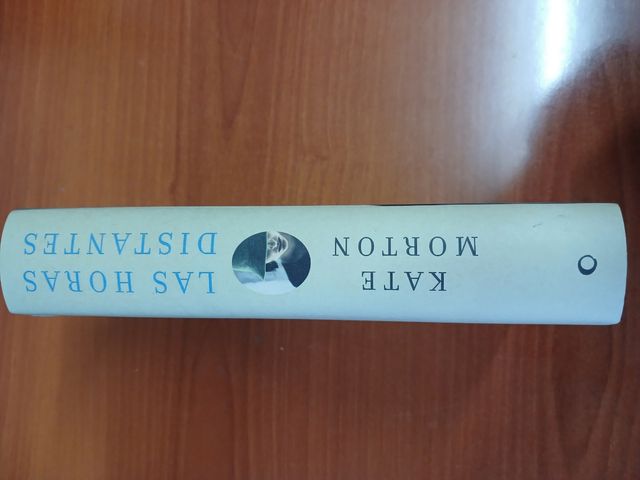 KATE
MORTON
LAS HORAS
DISTANTES